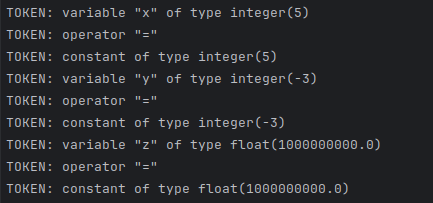 TOKEN: variable "x" of type integer(5)
TOKEN: operator "="
TOKEN: constant of type integer(5)
TOKEN: variable "y" of type integer(-3)
TOKEN: operator "="
TOKEN: constant of type integer(-3)
TOKEN: variable "z" of type float(1000000000.0)
TOKEN: operator "="
TOKEN: constant of type float(1000000000.0)